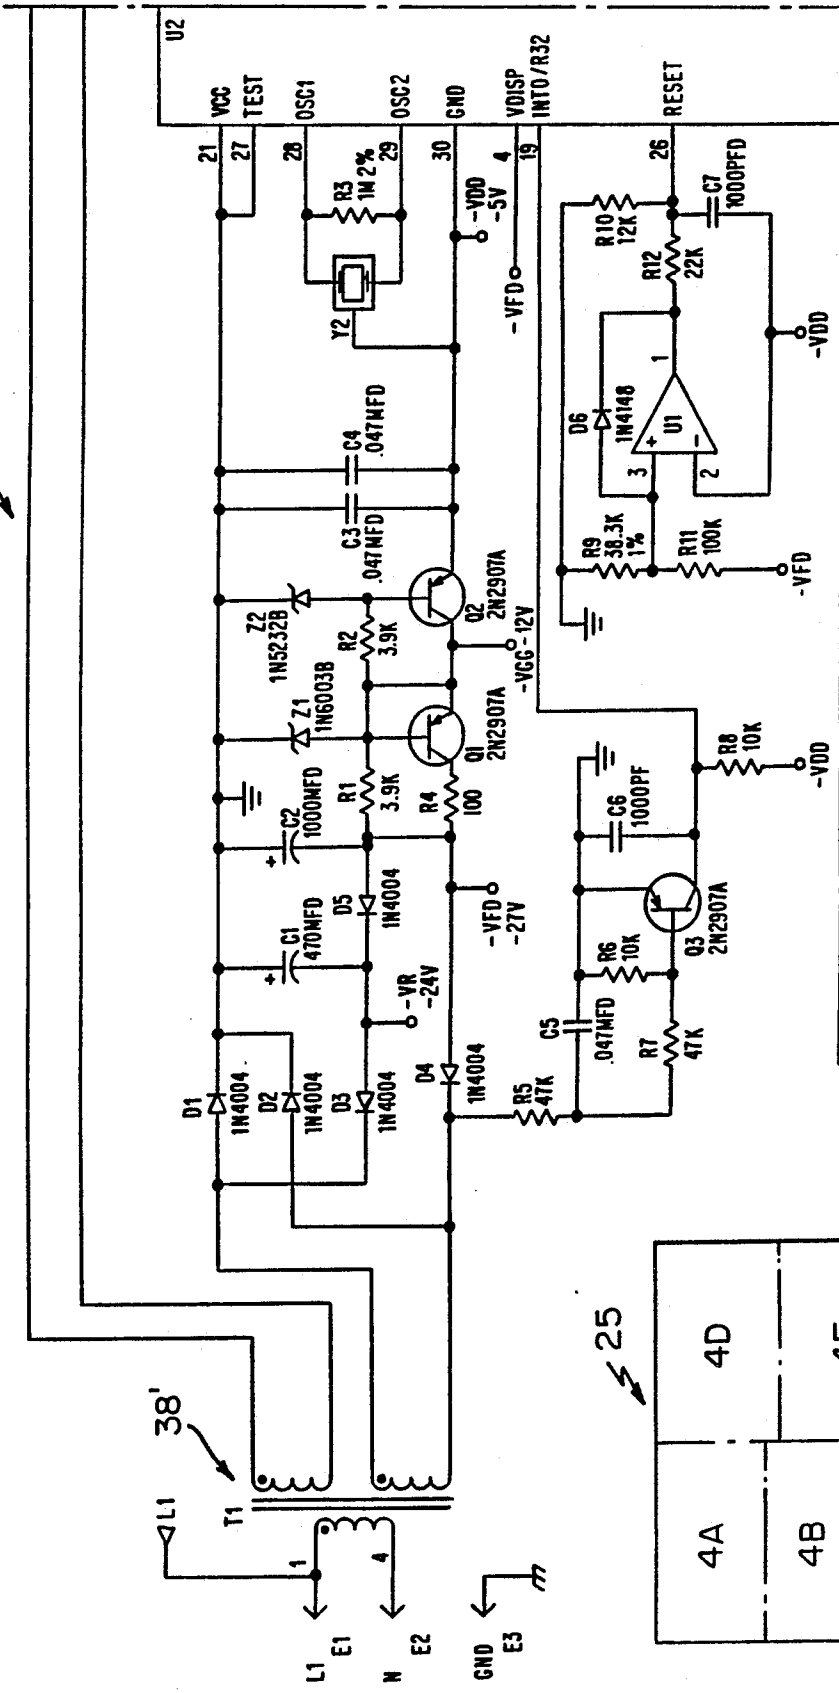 U2
21
VCC
27
TEST
28
OSC1
29
OSC2
30
GND
4
VDISP
19
INT0/R32
26
RESET
R3
1M 2%
Y2
-VDD
-5V
-VFD
C4
.047MFD
C3
.047MFD
Z2
1N5232B
R2
3.9K
Q2
2N2907A
-VGG-12V
Z1
1N6003B
Q1
2N2907A
R1
3.9K
R4
100
+
C2
1000MFD
D5
1N4004
-VFD
-27V
+
C1
470MFD
-VR
-24V
D1
1N4004
D2
1N4004
D3
1N4004
D4
1N4004
R5
47K
C5
.047MFD
R6
10K
R7
47K
Q3
2N2907A
C6
1000PF
R8
10K
-VDD
R9
38.3K
1%
R11
100K
-VFD
D6
1N4148
3
+
U1
-
2
1
R10
12K
R12
22K
C7
1000PFD
-VDD
T1
38'
L1
1
4
L1
E1
N
E2
GND
E3
25
4A
4D
4B